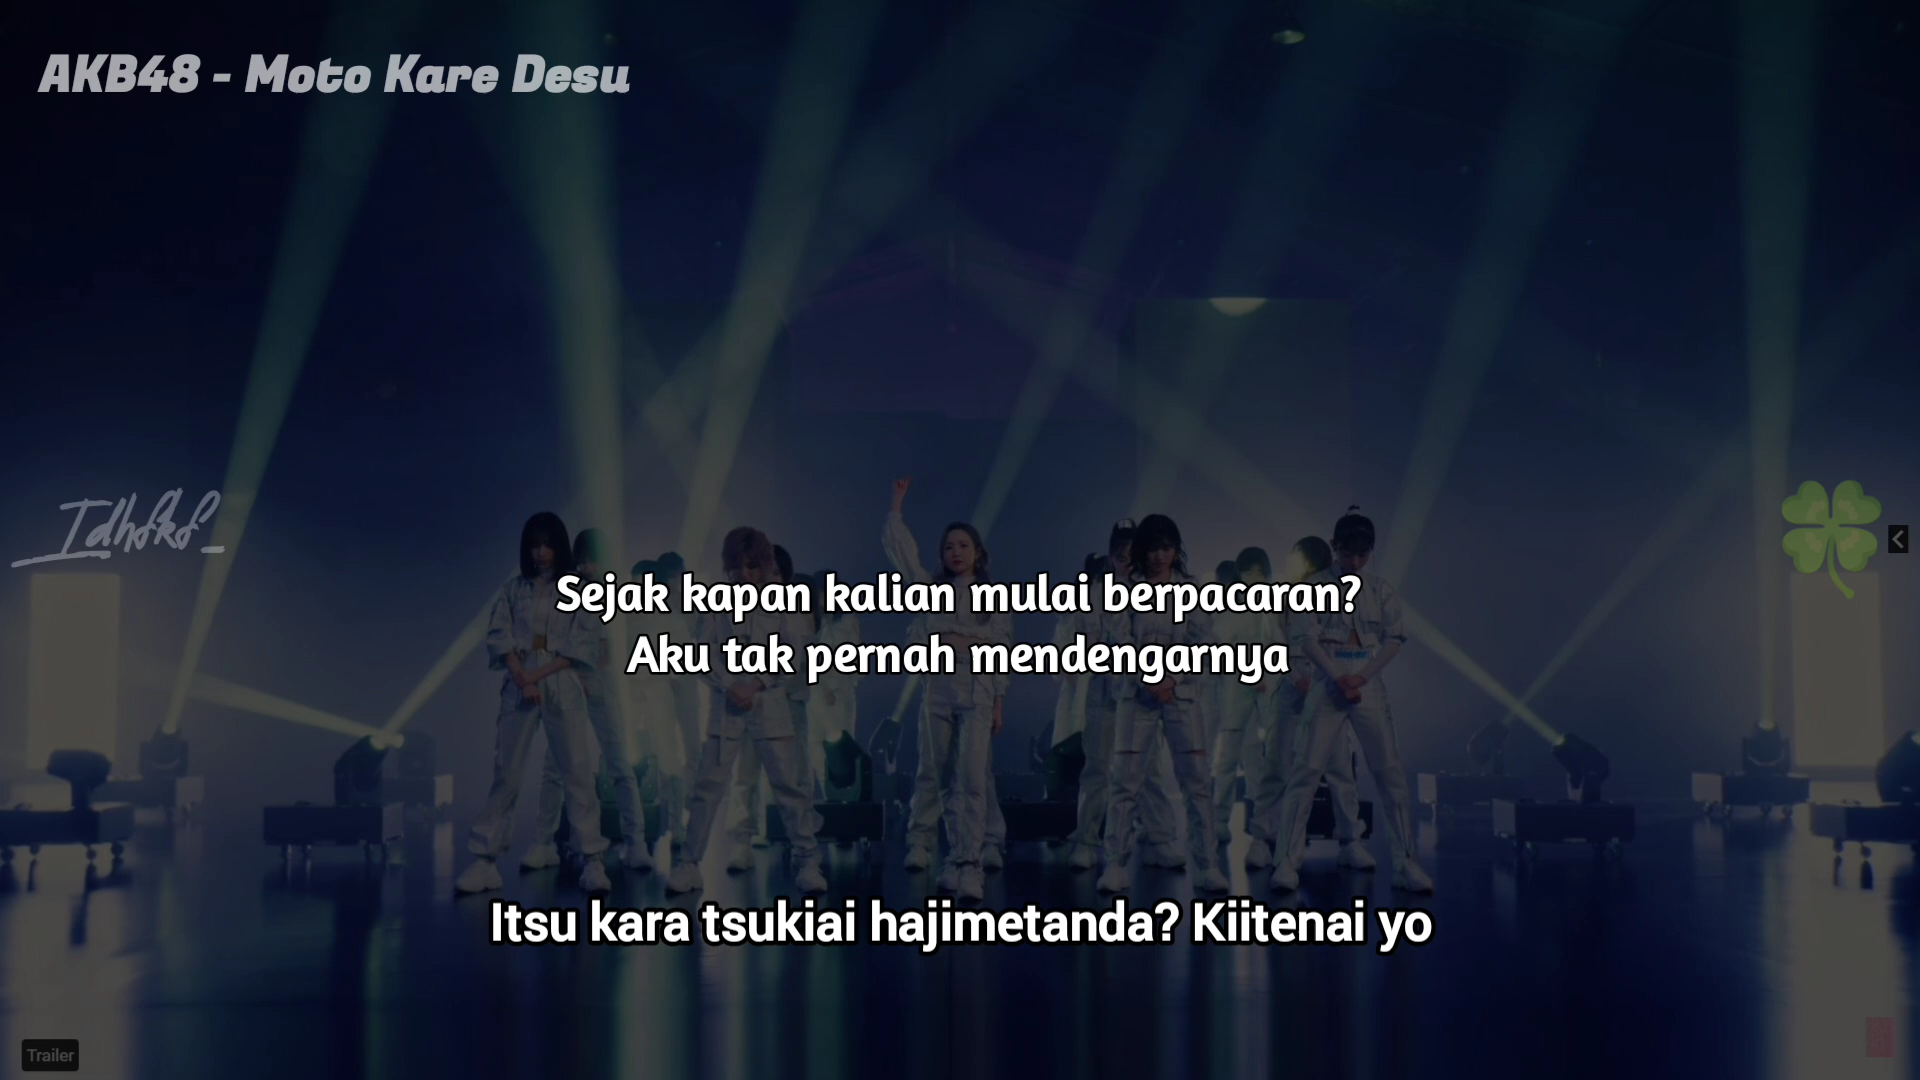 AKB48 - Moto Kare Desu
Idhsks_
Sejak kapan kalian mulai berpacaran?
Aku tak pernah mendengarnya
Itsu kara tsukiai hajimetanda? Kiitenai yo
Trailer